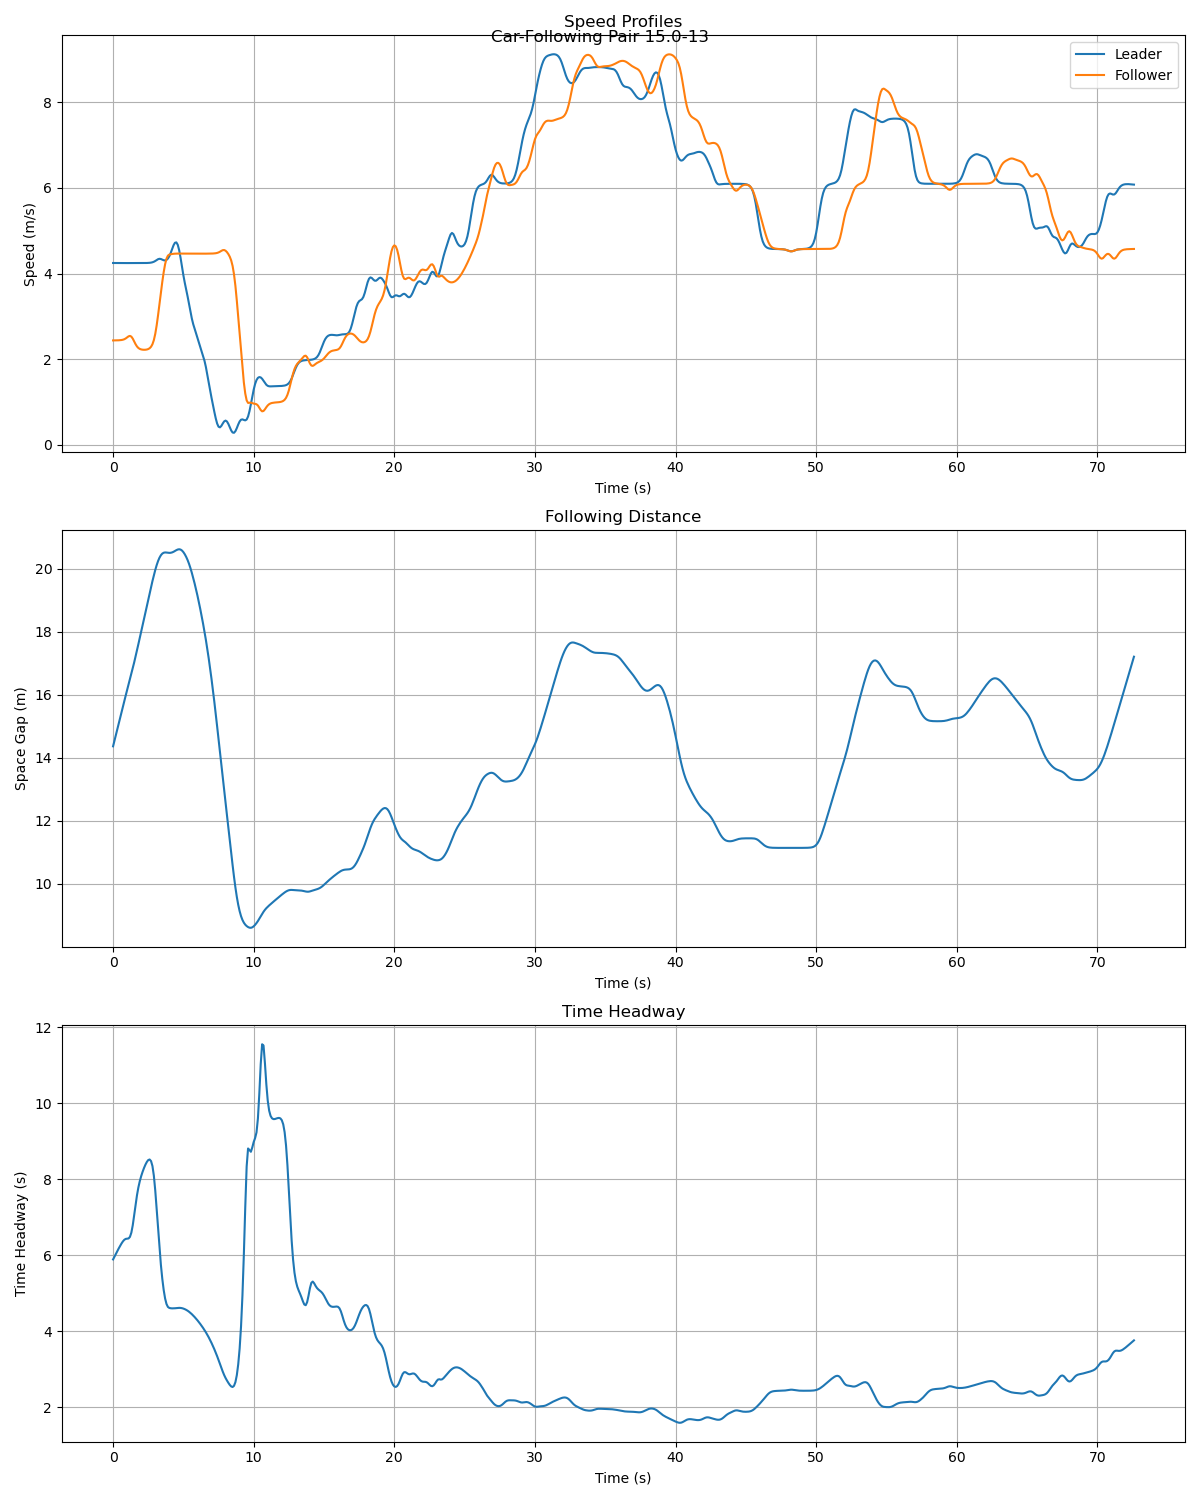 Speed Profiles
Car-Following Pair 15.0-13
Leader
Follower
8
6
4
2
0
Speed (m/s)
0 10 20 30 40 50 60 70
Time (s)
Following Distance
20
18
16
14
12
10
Space Gap (m)
0 10 20 30 40 50 60 70
Time (s)
Time Headway
12
10
8
6
4
2
Time Headway (s)
0 10 20 30 40 50 60 70
Time (s)